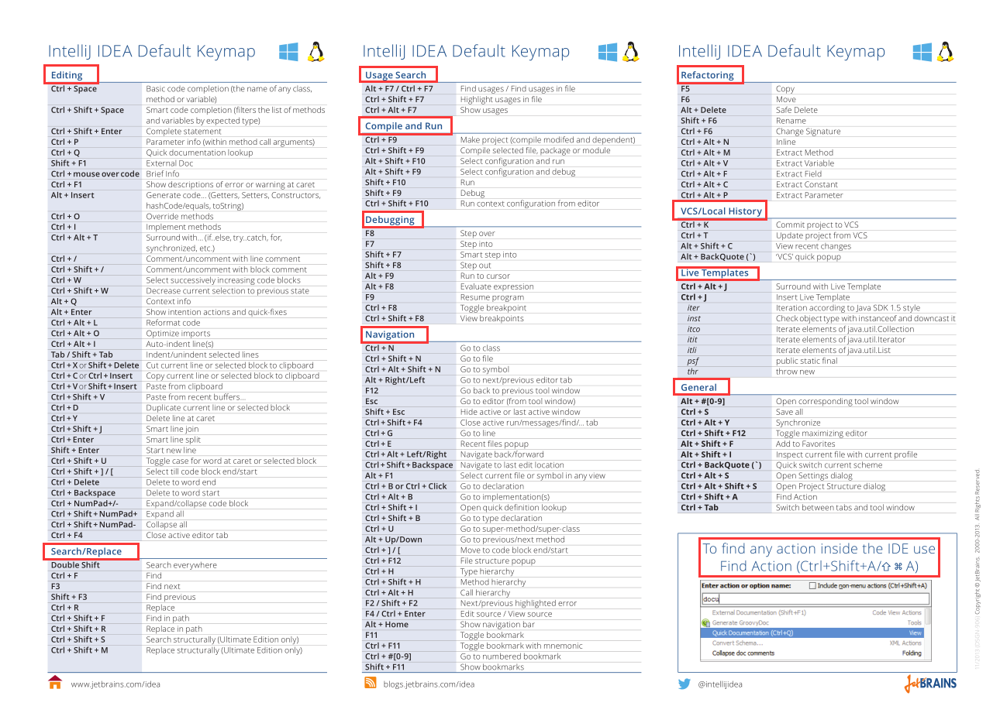 IntelliJ IDEA Default Keymap
Editing
Ctrl + Space Basic code completion (the name of any class,
method or variable)
Ctrl + Shift + Space Smart code completion (filters the list of methods
and variables by expected type)
Ctrl + Shift + Enter Complete statement
Ctrl + P Parameter info (within method call arguments)
Ctrl + Q Quick documentation lookup
Shift + F1 External Doc
Ctrl + mouse over code Brief Info
Ctrl + F1 Show descriptions of error or warning at caret
Alt + Insert Generate code... (Getters, Setters, Constructors,
hashCode/equals, toString)
Ctrl + O Override methods
Ctrl + I Implement methods
Ctrl + Alt + T Surround with... (if..else, try..catch, for,
synchronized, etc.)
Ctrl + / Comment/uncomment with line comment
Ctrl + Shift + / Comment/uncomment with block comment
Ctrl + W Select successively increasing code blocks
Ctrl + Shift + W Decrease current selection to previous state
Alt + Q Context info
Alt + Enter Show intention actions and quick-fixes
Ctrl + Alt + L Reformat code
Ctrl + Alt + O Optimize imports
Ctrl + Alt + I Auto-indent line(s)
Tab / Shift + Tab Indent/unindent selected lines
Ctrl + X or Shift + Delete Cut current line or selected block to clipboard
Ctrl + C or Ctrl + Insert Copy current line or selected block to clipboard
Ctrl + V or Shift + Insert Paste from clipboard
Ctrl + Shift + V Paste from recent buffers...
Ctrl + D Duplicate current line or selected block
Ctrl + Y Delete line at caret
Ctrl + Shift + J Smart line join
Ctrl + Enter Smart line split
Shift + Enter Start new line
Ctrl + Shift + U Toggle case for word at caret or selected block
Ctrl + Shift + ] / [ Select till code block end/start
Ctrl + Delete Delete to word end
Ctrl + Backspace Delete to word start
Ctrl + NumPad+/- Expand/collapse code block
Ctrl + Shift + NumPad+ Expand all
Ctrl + Shift + NumPad- Collapse all
Ctrl + F4 Close active editor tab
Search/Replace
Double Shift Search everywhere
Ctrl + F Find
F3 Find next
Shift + F3 Find previous
Ctrl + R Replace
Ctrl + Shift + F Find in path
Ctrl + Shift + R Replace in path
Ctrl + Shift + S Search structurally (Ultimate Edition only)
Ctrl + Shift + M Replace structurally (Ultimate Edition only)
www.jetbrains.com/idea
IntelliJ IDEA Default Keymap
Usage Search
Alt + F7 / Ctrl + F7 Find usages / Find usages in file
Ctrl + Shift + F7 Highlight usages in file
Ctrl + Alt + F7 Show usages
Compile and Run
Ctrl + F9 Make project (compile modifed and dependent)
Ctrl + Shift + F9 Compile selected file, package or module
Alt + Shift + F10 Select configuration and run
Alt + Shift + F9 Select configuration and debug
Shift + F10 Run
Shift + F9 Debug
Ctrl + Shift + F10 Run context configuration from editor
Debugging
F8 Step over
F7 Step into
Shift + F7 Smart step into
Shift + F8 Step out
Alt + F9 Run to cursor
Alt + F8 Evaluate expression
F9 Resume program
Ctrl + F8 Toggle breakpoint
Ctrl + Shift + F8 View breakpoints
Navigation
Ctrl + N Go to class
Ctrl + Shift + N Go to file
Ctrl + Alt + Shift + N Go to symbol
Alt + Right/Left Go to next/previous editor tab
F12 Go back to previous tool window
Esc Go to editor (from tool window)
Shift + Esc Hide active or last active window
Ctrl + Shift + F4 Close active run/messages/find/... tab
Ctrl + G Go to line
Ctrl + E Recent files popup
Ctrl + Alt + Left/Right Navigate back/forward
Ctrl + Shift + Backspace Navigate to last edit location
Alt + F1 Select current file or symbol in any view
Ctrl + B or Ctrl + Click Go to declaration
Ctrl + Alt + B Go to implementation(s)
Ctrl + Shift + I Open quick definition lookup
Ctrl + Shift + B Go to type declaration
Ctrl + U Go to super-method/super-class
Alt + Up/Down Go to previous/next method
Ctrl + ] / [ Move to code block end/start
Ctrl + F12 File structure popup
Ctrl + H Type hierarchy
Ctrl + Shift + H Method hierarchy
Ctrl + Alt + H Call hierarchy
F2 / Shift + F2 Next/previous highlighted error
F4 / Ctrl + Enter Edit source / View source
Alt + Home Show navigation bar
F11 Toggle bookmark
Ctrl + F11 Toggle bookmark with mnemonic
Ctrl + #[0-9] Go to numbered bookmark
Shift + F11 Show bookmarks
blogs.jetbrains.com/idea
IntelliJ IDEA Default Keymap
Refactoring
F5 Copy
F6 Move
Alt + Delete Safe Delete
Shift + F6 Rename
Ctrl + F6 Change Signature
Ctrl + Alt + N Inline
Ctrl + Alt + M Extract Method
Ctrl + Alt + V Extract Variable
Ctrl + Alt + F Extract Field
Ctrl + Alt + C Extract Constant
Ctrl + Alt + P Extract Parameter
VCS/Local History
Ctrl + K Commit project to VCS
Ctrl + T Update project from VCS
Alt + Shift + C View recent changes
Alt + BackQuote (`) ‘VCS’ quick popup
Live Templates
Ctrl + Alt + J Surround with Live Template
Ctrl + J Insert Live Template
iter Iteration according to Java SDK 1.5 style
inst Check object type with instanceof and downcast it
itco Iterate elements of java.util.Collection
itit Iterate elements of java.util.Iterator
itli Iterate elements of java.util.List
psf public static final
thr throw new
General
Alt + #[0-9] Open corresponding tool window
Ctrl + S Save all
Ctrl + Alt + Y Synchronize
Ctrl + Shift + F12 Toggle maximizing editor
Alt + Shift + F Add to Favorites
Alt + Shift + I Inspect current file with current profile
Ctrl + BackQuote (`) Quick switch current scheme
Ctrl + Alt + S Open Settings dialog
Ctrl + Alt + Shift + S Open Project Structure dialog
Ctrl + Shift + A Find Action
Ctrl + Tab Switch between tabs and tool window
To find any action inside the IDE use
Find Action (Ctrl+Shift+A/⇧ ⌘ A)
Enter action or option name: Include non-menu actions (Ctrl+Shift+A)
docu
External Documentation (Shift+F1) Code View Actions
Generate GroovyDoc Tools
Quick Documentation (Ctrl+Q) View
Convert Schema... XML Actions
Collapse doc comments Folding
@intellijidea
JetBRAINS
Copyright © JetBrains. 2000-2013. All Rights Reserved.